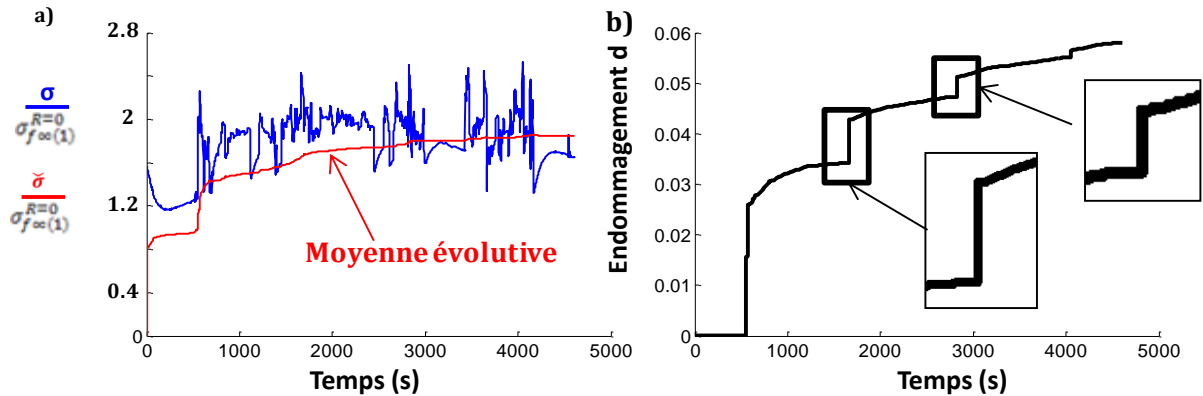 a)
2.8
2
1.2
0.4
0
σ
σ_{f∞(1)}^{R=0}
σ̌
σ_{f∞(1)}^{R=0}
Moyenne évolutive
0 1000 2000 3000 4000 5000
Temps (s)
b)
Endommagement d
0.06
0.05
0.04
0.03
0.02
0.01
0
0 1000 2000 3000 4000 5000
Temps (s)